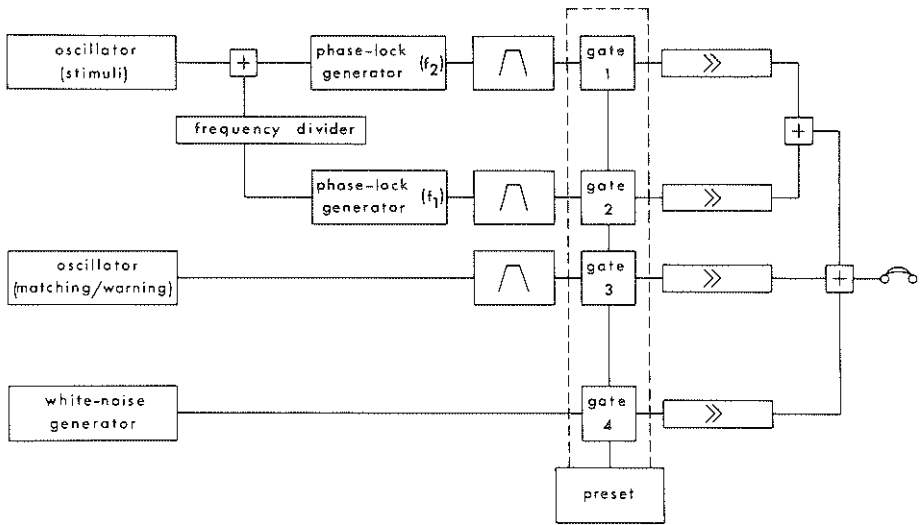 oscillator
(stimuli)
+
phase-lock (f2)
generator
gate
1
frequency divider
+
phase-lock (f1)
generator
gate
2
oscillator
(matching/warning)
gate
3
+
white-noise
generator
gate
4
preset